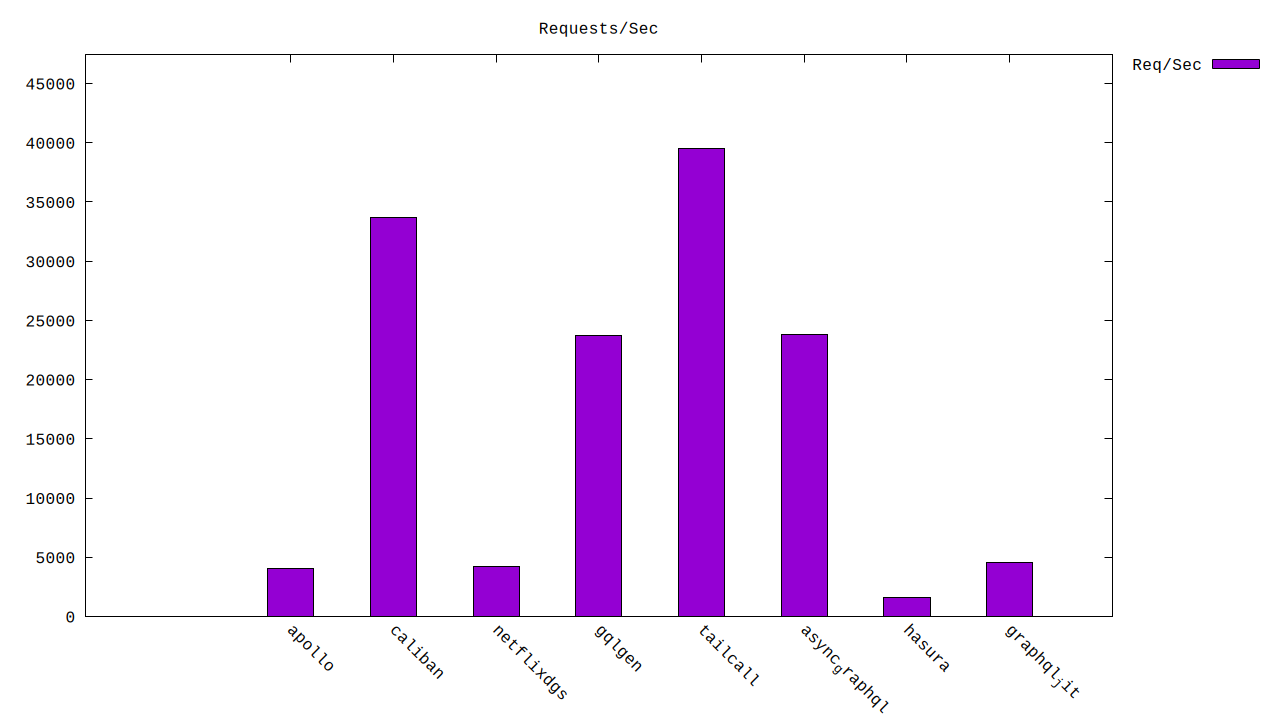 Requests/Sec
Req/Sec
45000
40000
35000
30000
25000
20000
15000
10000
5000
0
apollo
caliban
netflixdgs
gqlgen
tailcall
async_graphql
hasura
graphql_jit